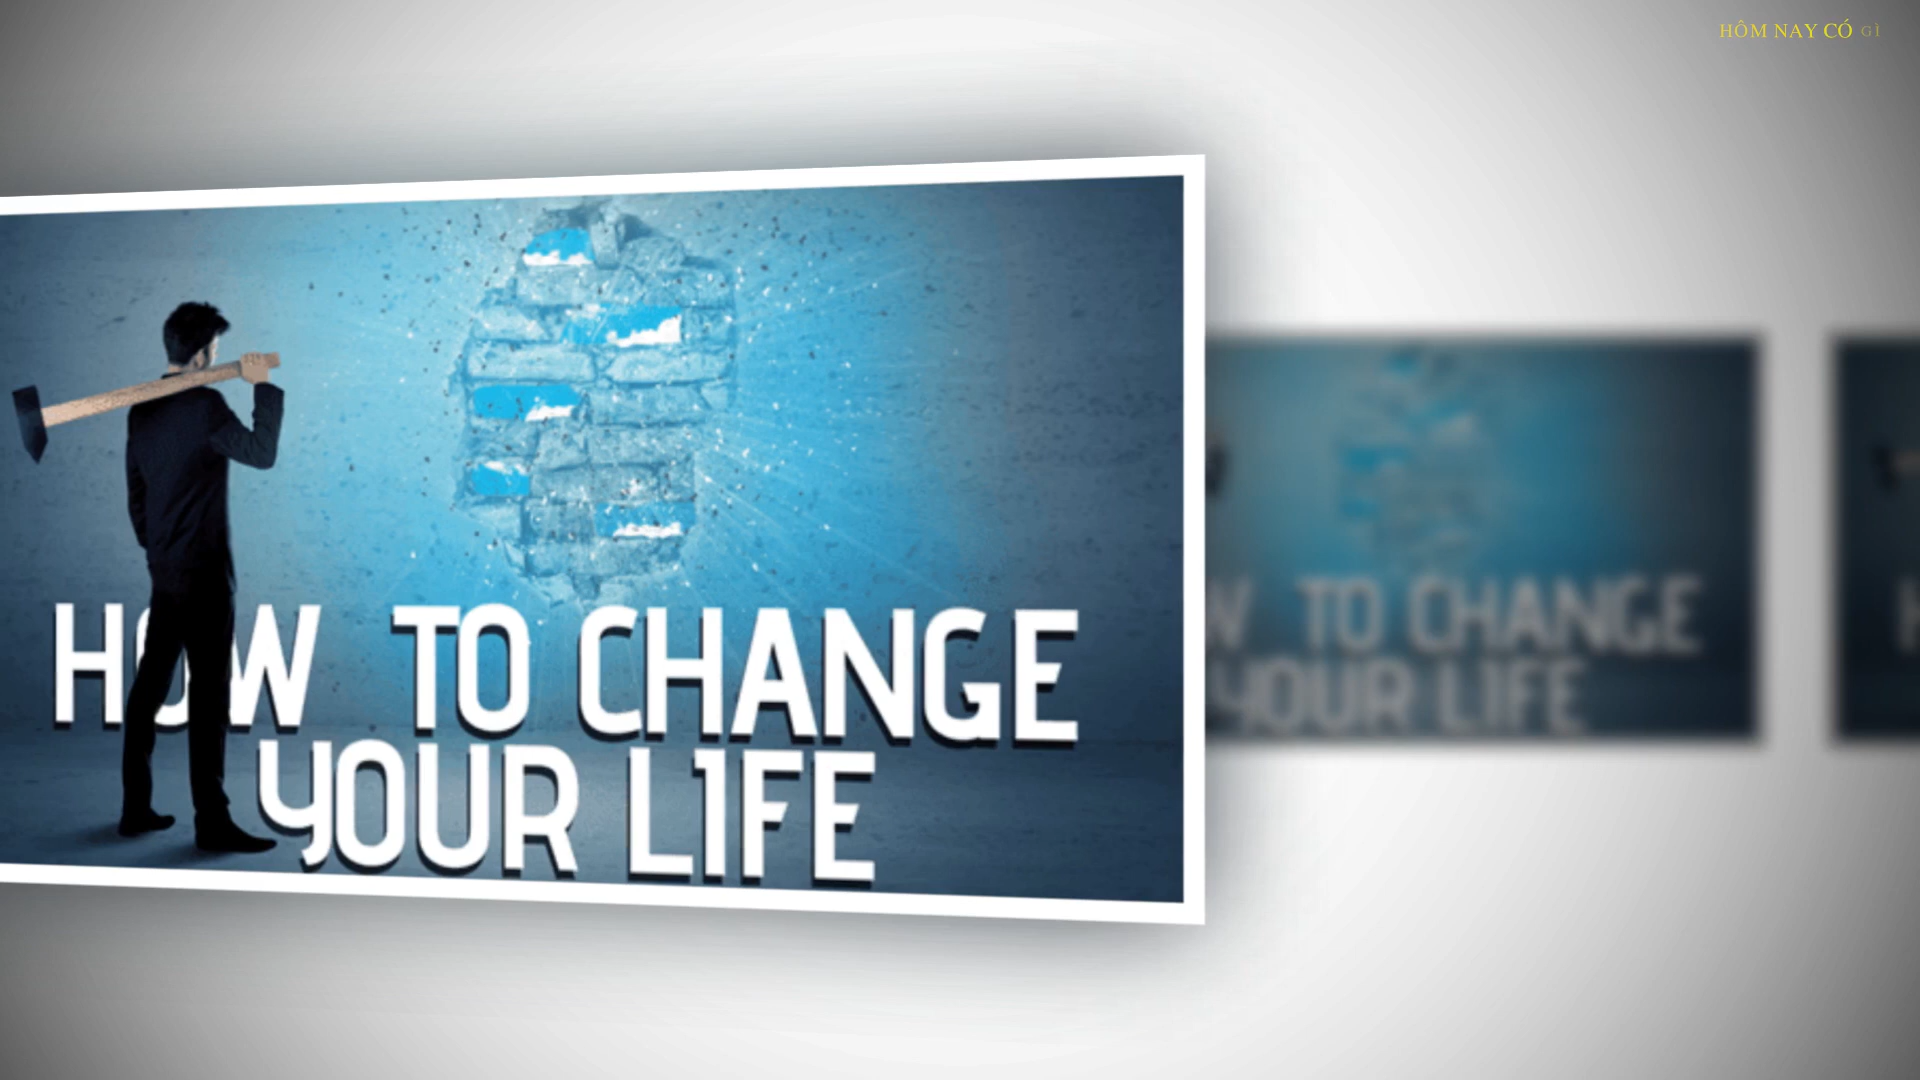 HÔM NAY CÓ GÌ
HOW TO CHANGE
YOUR LIFE
W TO CHANGE
YOUR LIFE